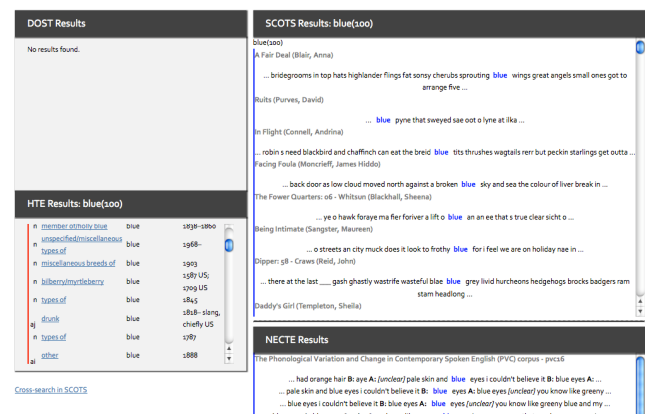 DOST Results
No results found.
HTE Results: blue(100)
n member of/holly blue blue 1838–1860
n unspecified/miscellaneous types of blue 1968–
n miscellaneous breeds of blue 1903
n bilberry/myrtleberry blue 1587 US; 1709 US
n types of blue 1845
aj drunk blue 1818– slang, chiefly US
n types of blue 1787
aj other blue 1888
Cross-search in SCOTS
SCOTS Results: blue(100)
blue(100)
A Fair Deal (Blair, Anna)
... bridegrooms in top hats highlander flings fat sonsy cherubs sprouting blue wings great angels small ones got to
arrange five ...
Ruits (Purves, David)
... blue pyne that sweyed sae oot o lyne at ilka ...
In Flight (Connell, Andrina)
... robin s need blackbird and chaffinch can eat the breid blue tits thrushes wagtails rerr but peckin starlings get outta ...
Facing Foula (Moncrieff, James Hiddo)
... back door as low cloud moved north against a broken blue sky and sea the colour of liver break in ...
The Fower Quarters: 06 - Whitsun (Blackhall, Sheena)
... ye o hawk foraye ma fier foriver a lift o blue an an ee that s true clear sicht o ...
Being Intimate (Sangster, Maureen)
... o streets an city muck does it look to frothy blue for i feel we are on holiday nae in ...
Dipper: 58 - Craws (Reid, John)
... there at the last ___ gash ghastly wastrife wasteful blae blue grey livid hurcheons hedgehogs brocks badgers ram
stam headlong ...
Daddy's Girl (Templeton, Sheila)
NECTE Results
The Phonological Variation and Change in Contemporary Spoken English (PVC) corpus - pvc16
... had orange hair B: aye A: [unclear] pale skin and blue eyes i couldn't believe it B: blue eyes A: ...
... pale skin and blue eyes i couldn't believe it B: blue eyes A: blue eyes [unclear] you know like greeny ...
... blue eyes i couldn't believe it B: blue eyes A: blue eyes [unclear] you know like greeny blue and my ...